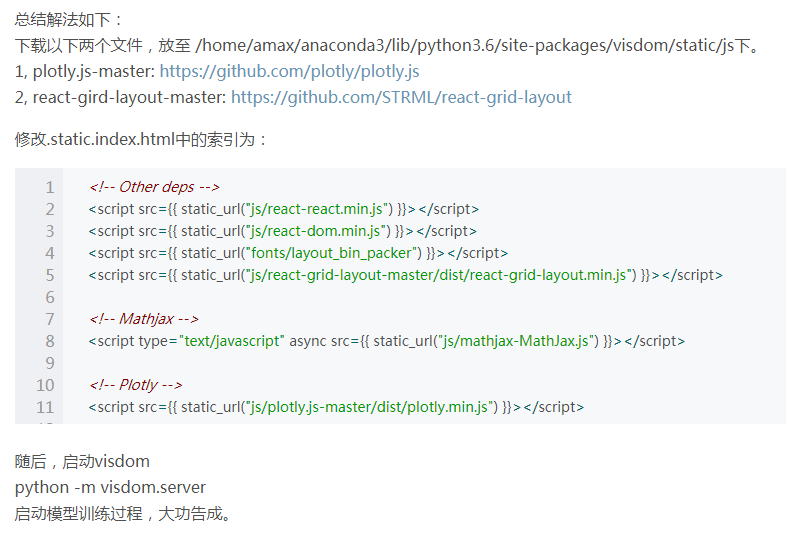 总结解法如下：
下载以下两个文件，放至 /home/amax/anaconda3/lib/python3.6/site-packages/visdom/static/js下。
1, plotly.js-master: https://github.com/plotly/plotly.js
2, react-gird-layout-master: https://github.com/STRML/react-grid-layout
修改.static.index.html中的索引为：
1 <!-- Other deps -->
2 <script src={{ static_url("js/react-react.min.js") }}></script>
3 <script src={{ static_url("js/react-dom.min.js") }}></script>
4 <script src={{ static_url("fonts/layout_bin_packer") }}></script>
5 <script src={{ static_url("js/react-grid-layout-master/dist/react-grid-layout.min.js") }}></script>
6
7 <!-- Mathjax -->
8 <script type="text/javascript" async src={{ static_url("js/mathjax-MathJax.js") }}></script>
9
10 <!-- Plotly -->
11 <script src={{ static_url("js/plotly.js-master/dist/plotly.min.js") }}></script>
随后，启动visdom
python -m visdom.server
启动模型训练过程，大功告成。